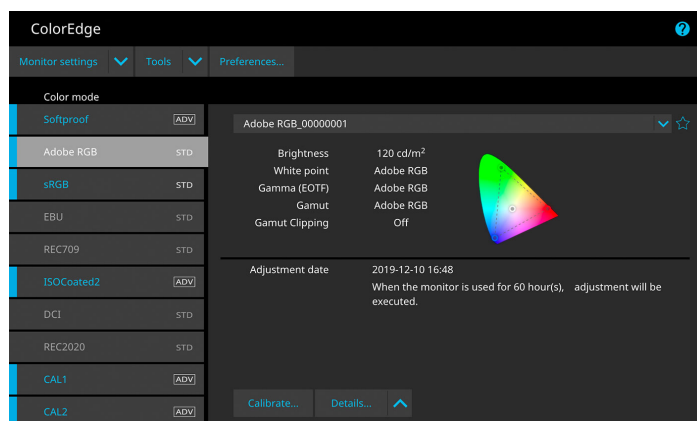 ColorEdge
?
Monitor settings Tools Preferences...
Color mode
Softproof ADV
Adobe RGB STD
sRGB STD
EBU STD
REC709 STD
ISOCoated2 ADV
DCI STD
REC2020 STD
CAL1 ADV
CAL2 ADV
Adobe RGB_00000001
Brightness 120 cd/m²
White point Adobe RGB
Gamma (EOTF) Adobe RGB
Gamut Adobe RGB
Gamut Clipping Off
Adjustment date 2019-12-10 16:48
When the monitor is used for 60 hour(s), adjustment will be
executed.
Calibrate... Details...